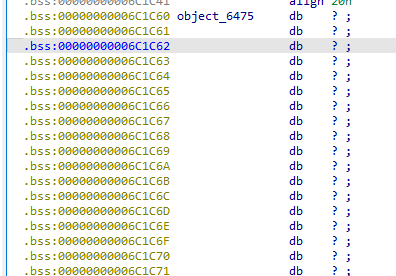 .bss:00000000006C1C41 align 20h
.bss:00000000006C1C60 object_6475 db ? ;
.bss:00000000006C1C61 db ? ;
.bss:00000000006C1C62 db ? ;
.bss:00000000006C1C63 db ? ;
.bss:00000000006C1C64 db ? ;
.bss:00000000006C1C65 db ? ;
.bss:00000000006C1C66 db ? ;
.bss:00000000006C1C67 db ? ;
.bss:00000000006C1C68 db ? ;
.bss:00000000006C1C69 db ? ;
.bss:00000000006C1C6A db ? ;
.bss:00000000006C1C6B db ? ;
.bss:00000000006C1C6C db ? ;
.bss:00000000006C1C6D db ? ;
.bss:00000000006C1C6E db ? ;
.bss:00000000006C1C6F db ? ;
.bss:00000000006C1C70 db ? ;
.bss:00000000006C1C71 db ? ;